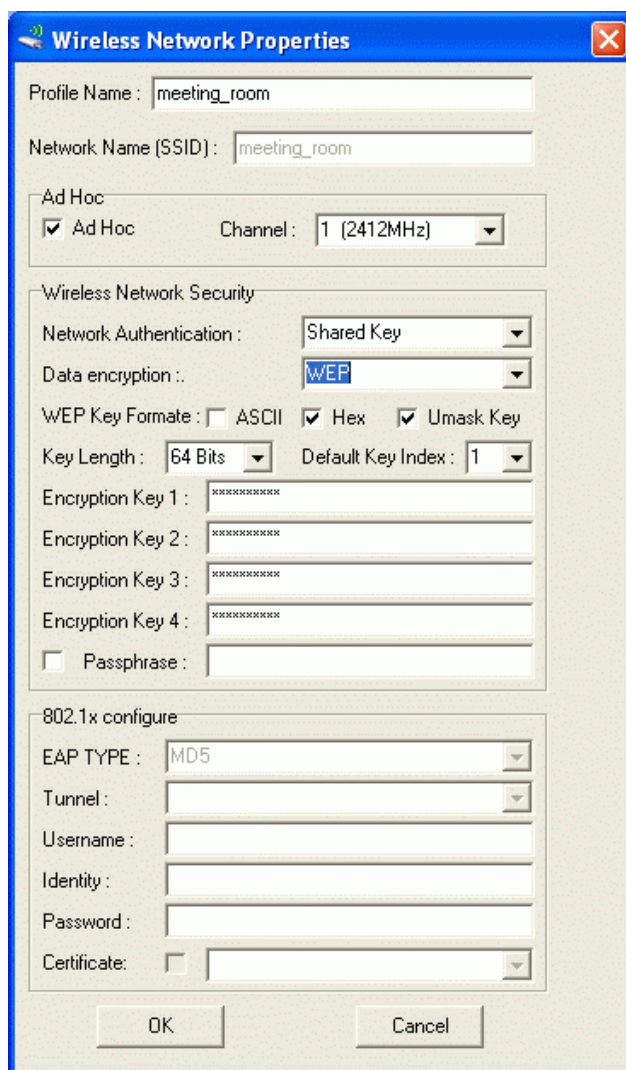 Wireless Network Properties
Profile Name : meeting_room
Network Name (SSID) : meeting_room
Ad Hoc
Ad Hoc Channel : 1 (2412MHz)
Wireless Network Security
Network Authentication : Shared Key
Data encryption :. WEP
WEP Key Formate : ASCII Hex Umask Key
Key Length : 64 Bits Default Key Index : 1
Encryption Key 1 : **********
Encryption Key 2 : **********
Encryption Key 3 : **********
Encryption Key 4 : **********
Passphrase :
802.1x configure
EAP TYPE : MD5
Tunnel :
Username :
Identity :
Password :
Certificate:
OK Cancel